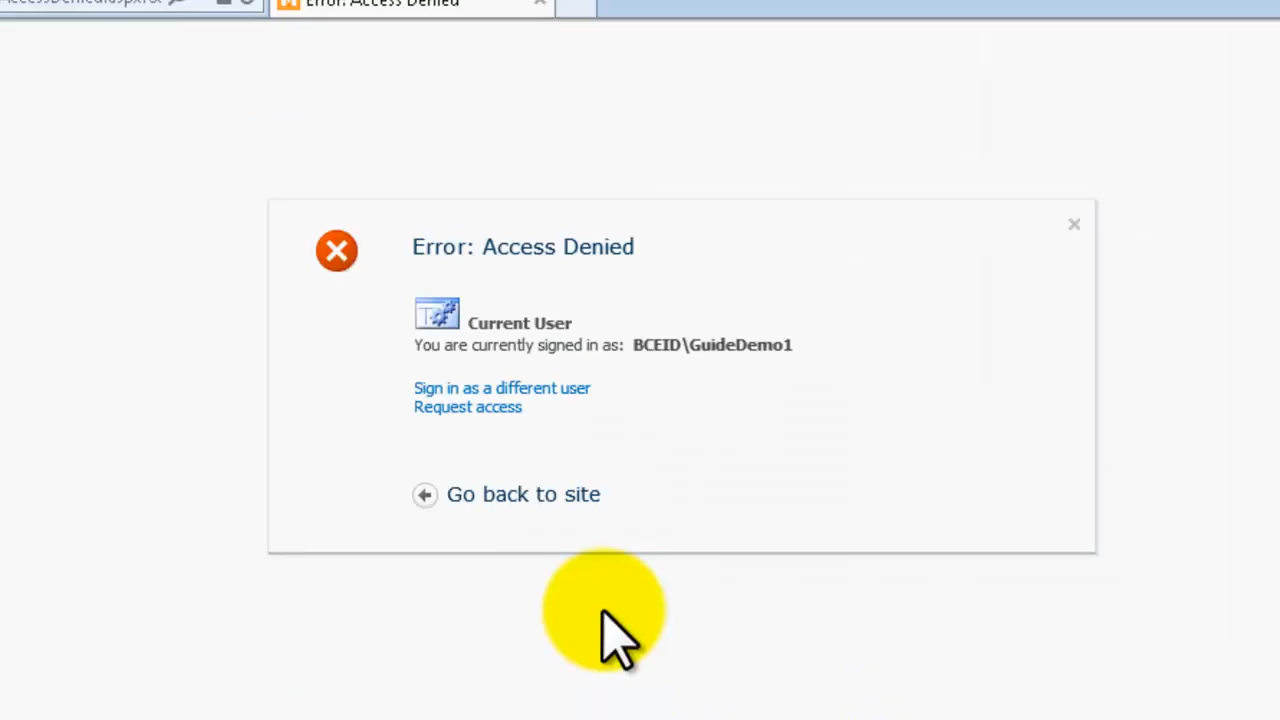 Error: Access Denied
Error: Access Denied
Current User
You are currently signed in as: BCEID\GuideDemo1
Sign in as a different user
Request access
Go back to site